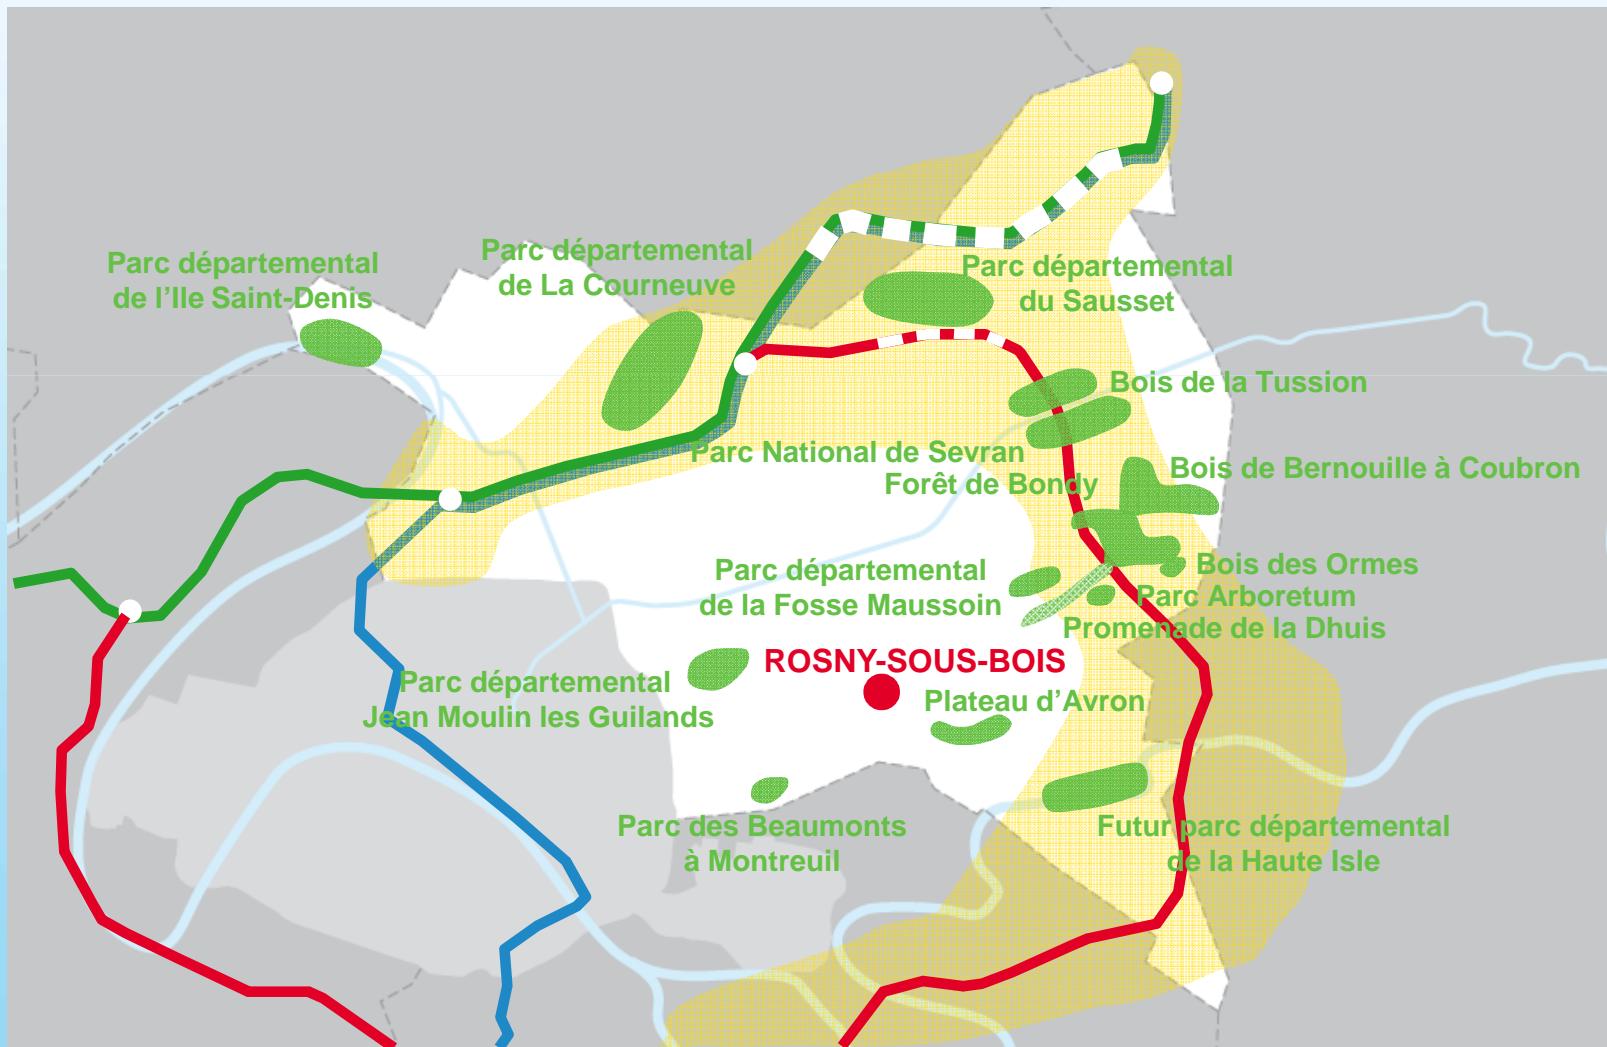 Parc départemental
de l’Ile Saint-Denis
Parc départemental
de La Courneuve
Parc départemental
du Sausset
Bois de la Tussion
Parc National de Sevran
Forêt de Bondy
Bois de Bernouille à Coubron
Bois des Ormes
Parc Arboretum
Promenade de la Dhuis
Parc départemental
de la Fosse Maussoin
ROSNY-SOUS-BOIS
Parc départemental
Jean Moulin les Guilands
Plateau d’Avron
Parc des Beaumonts
à Montreuil
Futur parc départemental
de la Haute Isle